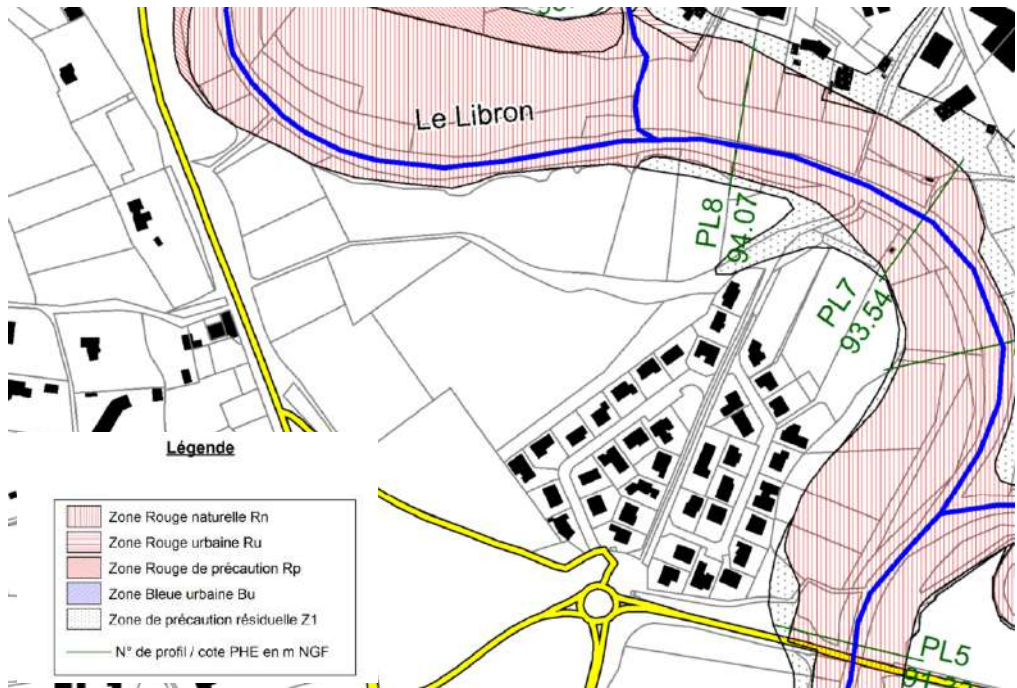 Le Libron
PL8
94.07
PL7
93.54
Légende
Zone Rouge naturelle Rn
Zone Rouge urbaine Ru
Zone Rouge de précaution Rp
Zone Bleue urbaine Bu
Zone de précaution résiduelle Z1
N° de profil / cote PHE en m NGF
PL5